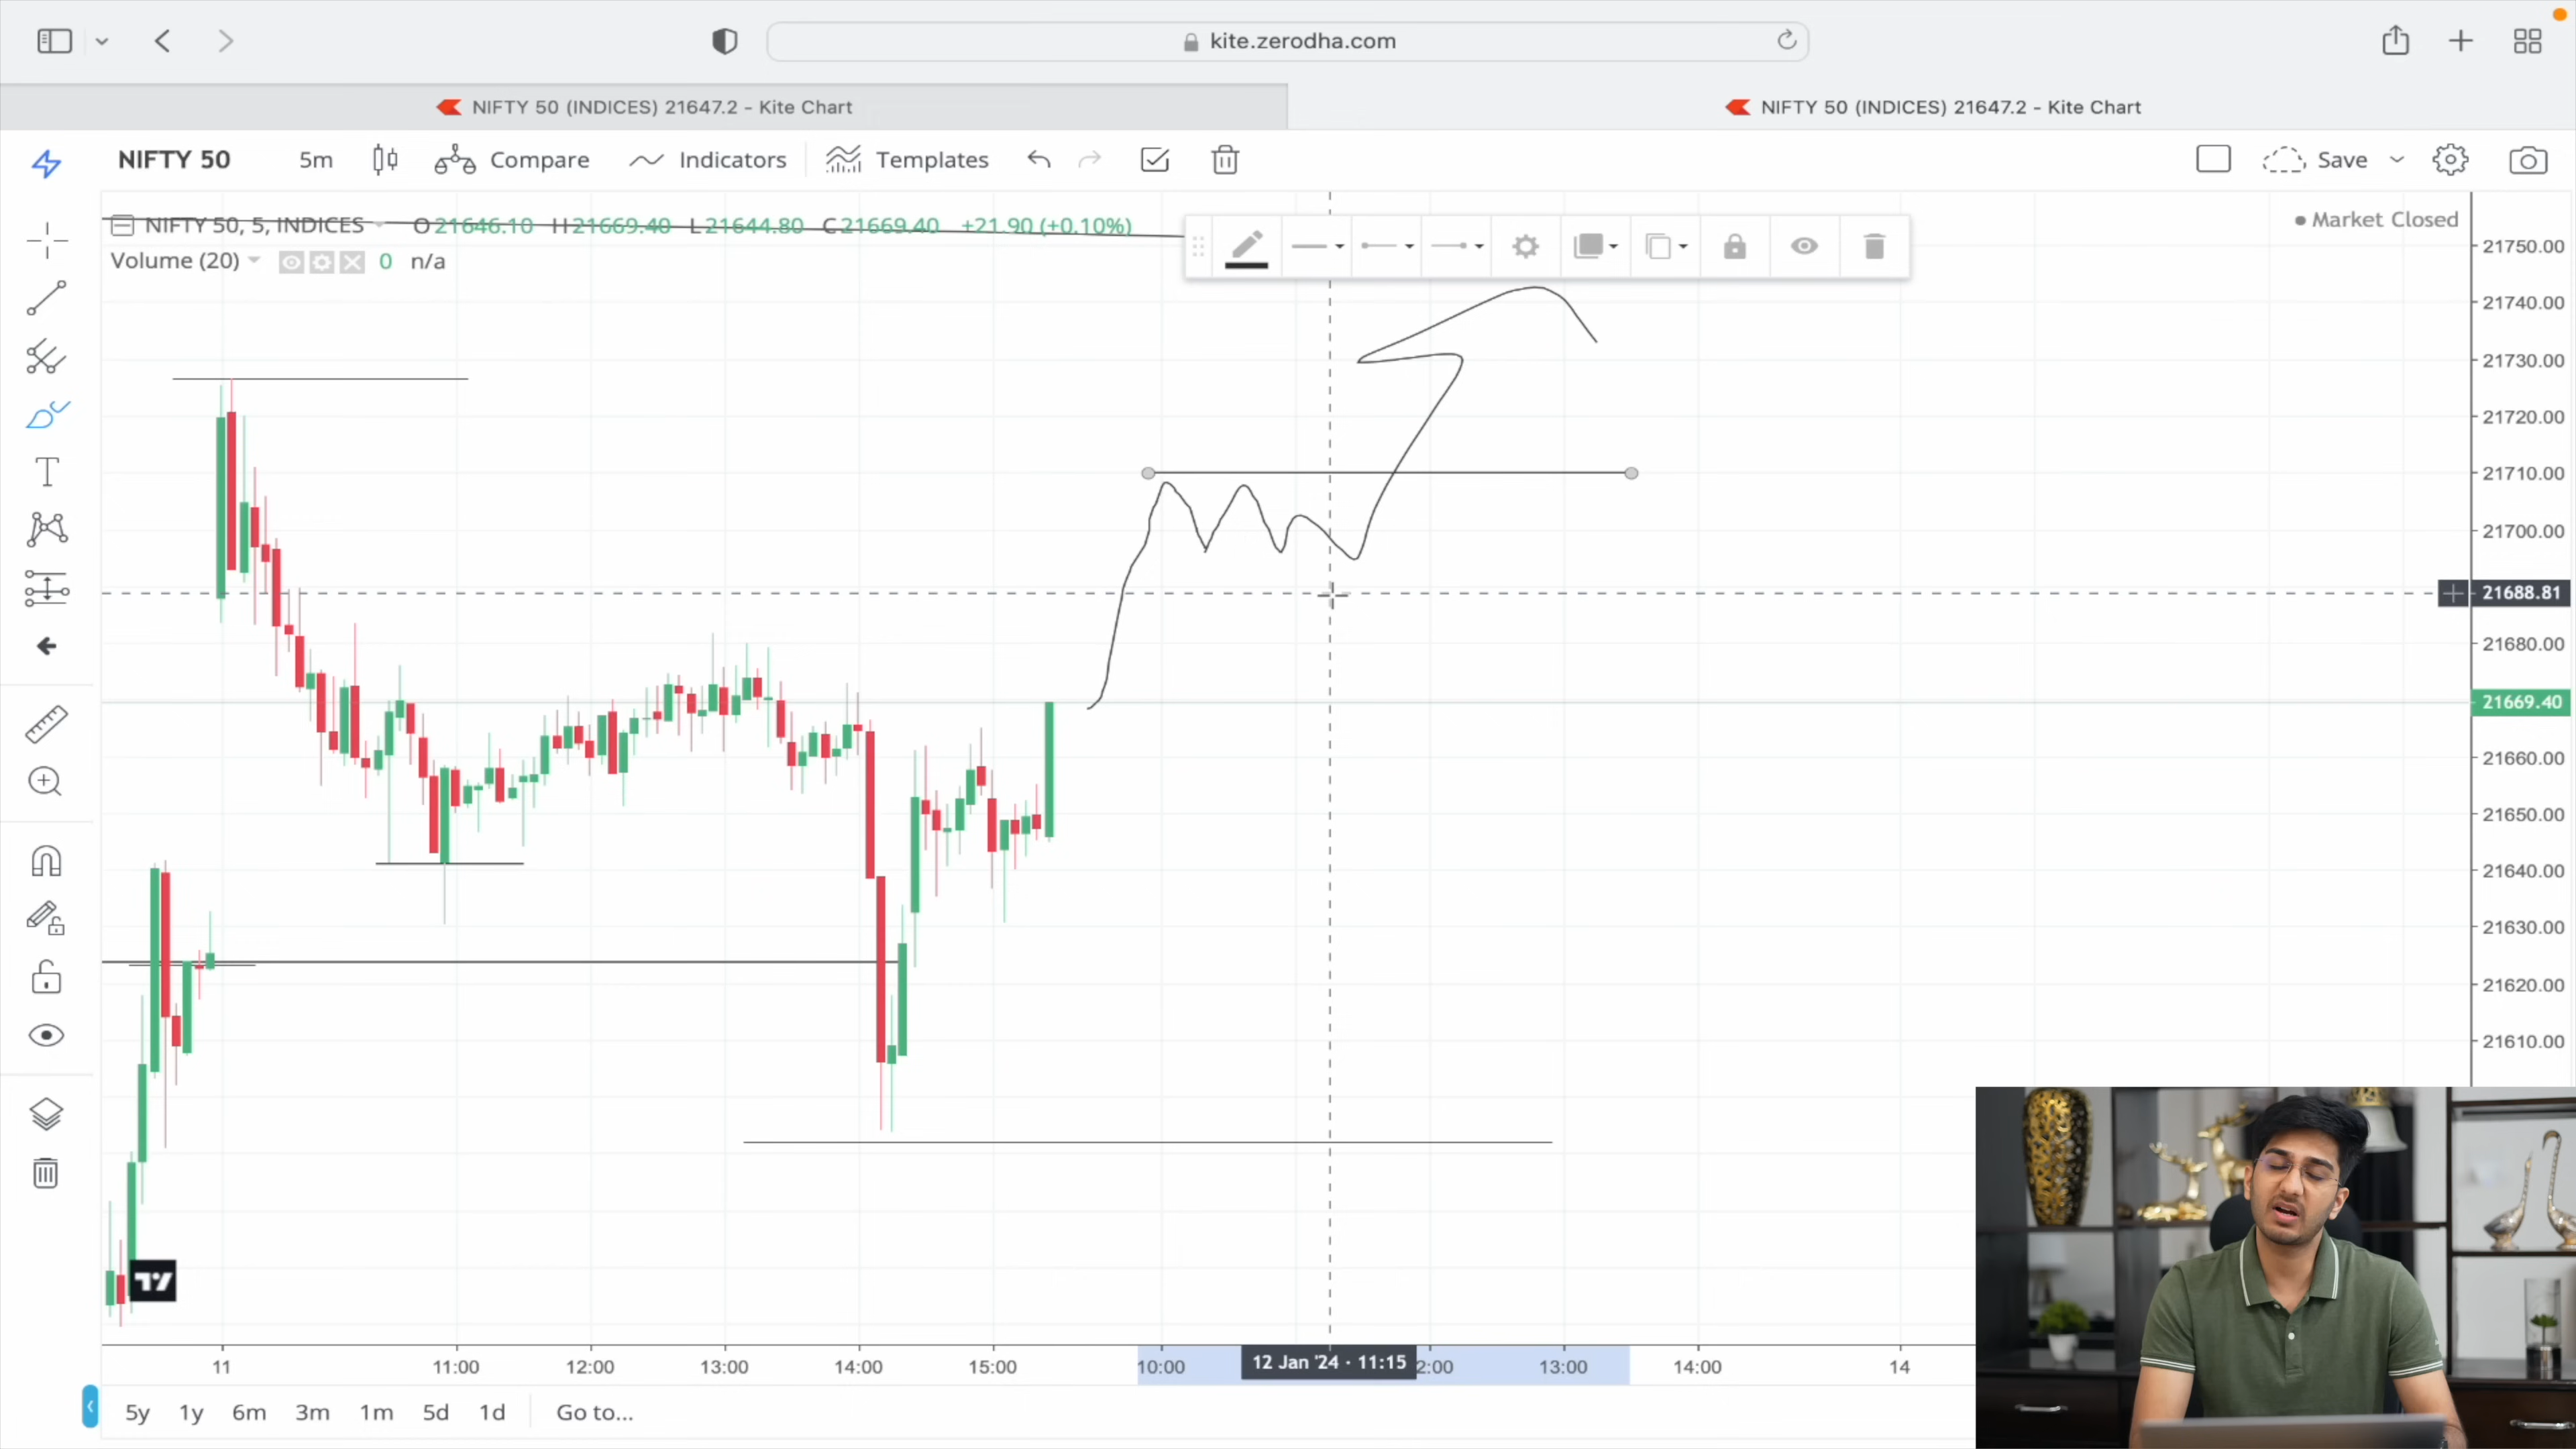 kite.zerodha.com
NIFTY 50 (INDICES) 21647.2 - Kite Chart
NIFTY 50 (INDICES) 21647.2 - Kite Chart
NIFTY 50 5m Compare Indicators Templates Save
NIFTY 50, 5, INDICES O21646.10 H21669.40 L21644.80 C21669.40 +21.90 (+0.10%)
Market Closed
Volume (20) 0 n/a
21750.00
21740.00
21730.00
21720.00
21710.00
21700.00
21688.81
21680.00
21669.40
21660.00
21650.00
21640.00
21630.00
21620.00
21610.00
11 11:00 12:00 13:00 14:00 15:00 10:00 12 Jan '24 · 11:15 2:00 13:00 14:00 14
5y 1y 6m 3m 1m 5d 1d Go to...